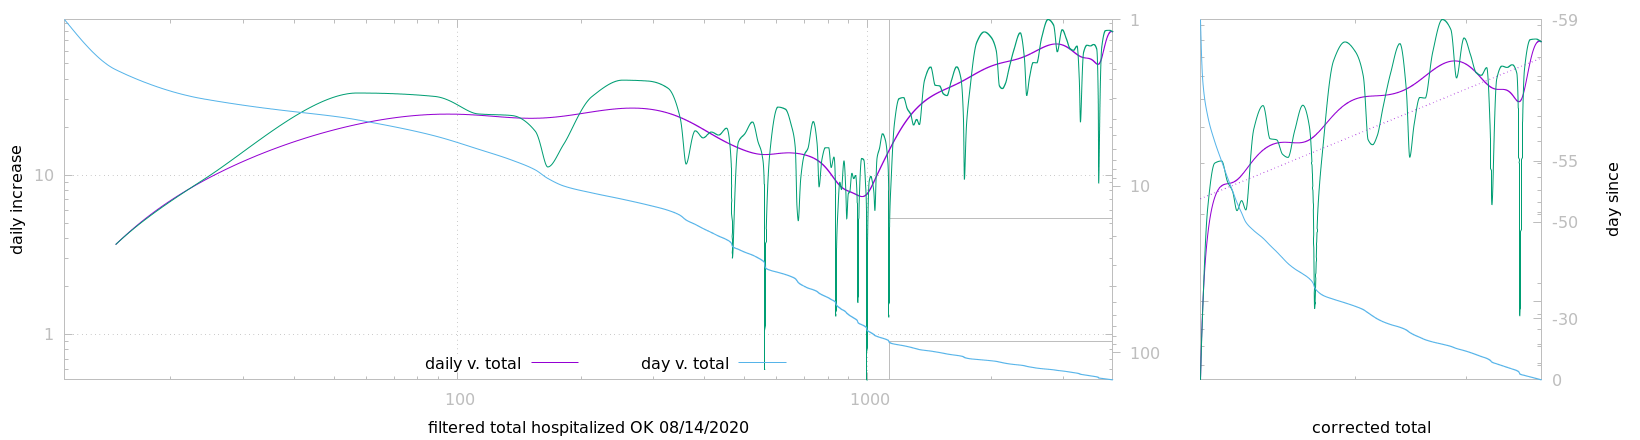 daily increase
10
1
daily v. total
day v. total
100
1000
1
10
100
filtered total hospitalized OK 08/14/2020
-59
-55
-50
-30
0
day since
corrected total